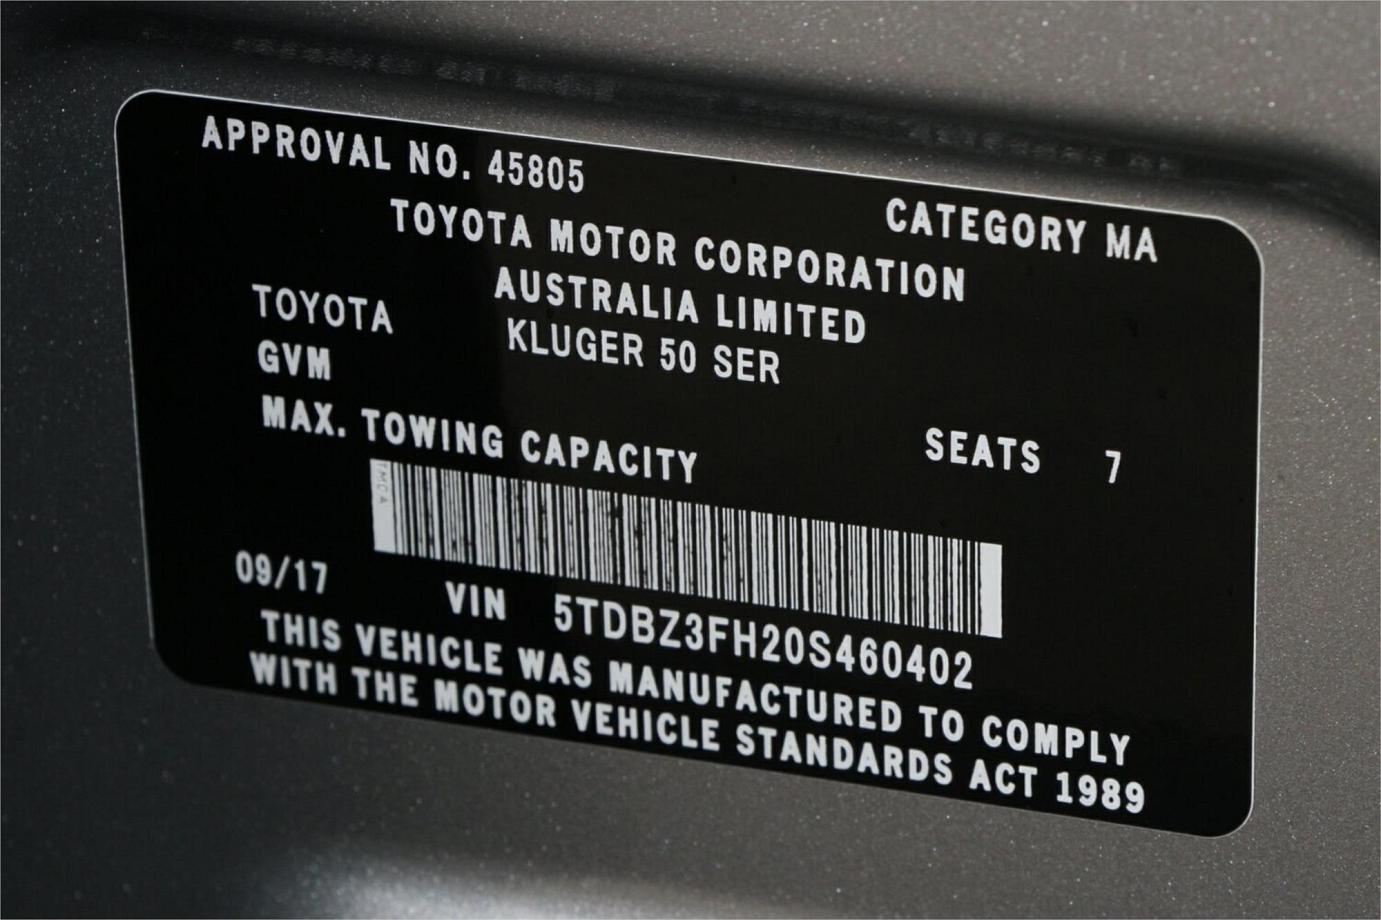 APPROVAL NO. 45805
CATEGORY MA
TOYOTA MOTOR CORPORATION
AUSTRALIA LIMITED
TOYOTA KLUGER 50 SER
GVM
MAX. TOWING CAPACITY
SEATS 7
TMCA
09/17 VIN 5TDBZ3FH20S460402
THIS VEHICLE WAS MANUFACTURED TO COMPLY
WITH THE MOTOR VEHICLE STANDARDS ACT 1989